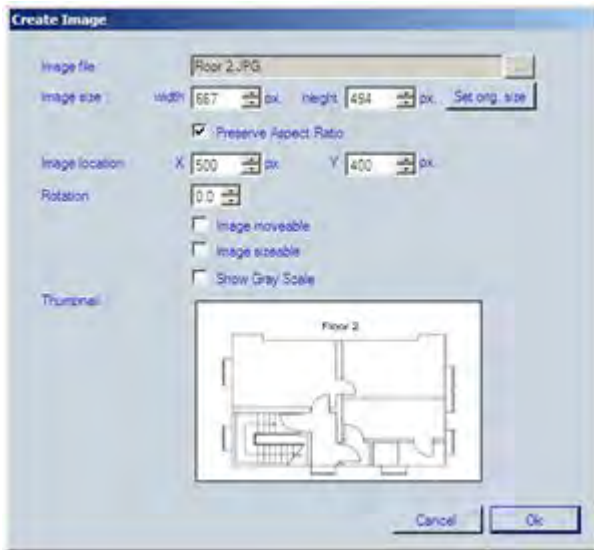 Create Image
Image file Floor 2.JPG ...
Image size : width 667 px. height 494 px. Set orig. size
Preserve Aspect Ratio
Image location X 500 px Y 400 px.
Rotation 0.0
Image moveable
Image sizeable
Show Gray Scale
Thumbnail
Floor 2
Cancel Ok